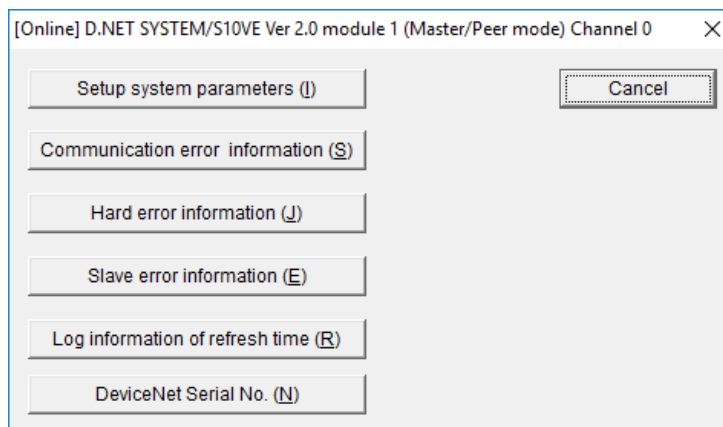 [Online] D.NET SYSTEM/S10VE Ver 2.0 module 1 (Master/Peer mode) Channel 0
Setup system parameters (I)
Cancel
Communication error  information (S)
Hard error information (J)
Slave error information (E)
Log information of refresh time (R)
DeviceNet Serial No. (N)